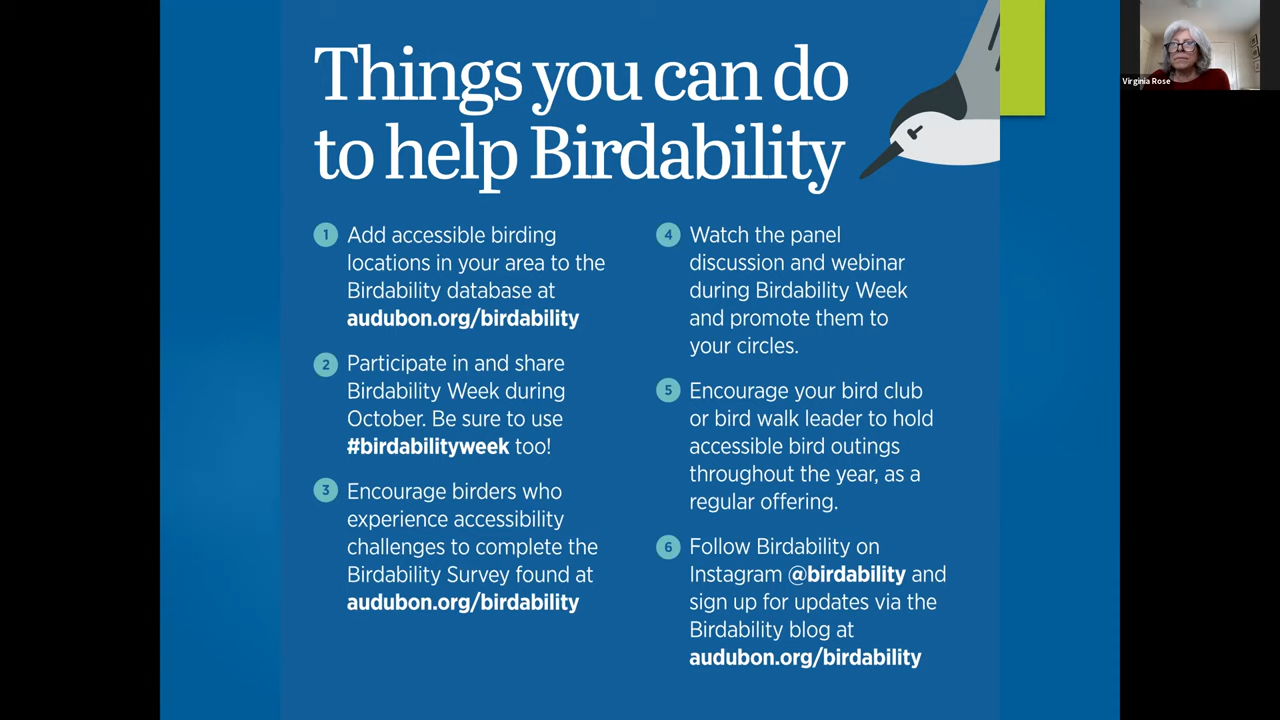 Things you can do
to help Birdability
1 Add accessible birding
locations in your area to the
Birdability database at
audubon.org/birdability
2 Participate in and share
Birdability Week during
October. Be sure to use
#birdabilityweek too!
3 Encourage birders who
experience accessibility
challenges to complete the
Birdability Survey found at
audubon.org/birdability
4 Watch the panel
discussion and webinar
during Birdability Week
and promote them to
your circles.
5 Encourage your bird club
or bird walk leader to hold
accessible bird outings
throughout the year, as a
regular offering.
6 Follow Birdability on
Instagram @birdability and
sign up for updates via the
Birdability blog at
audubon.org/birdability
Virginia Rose